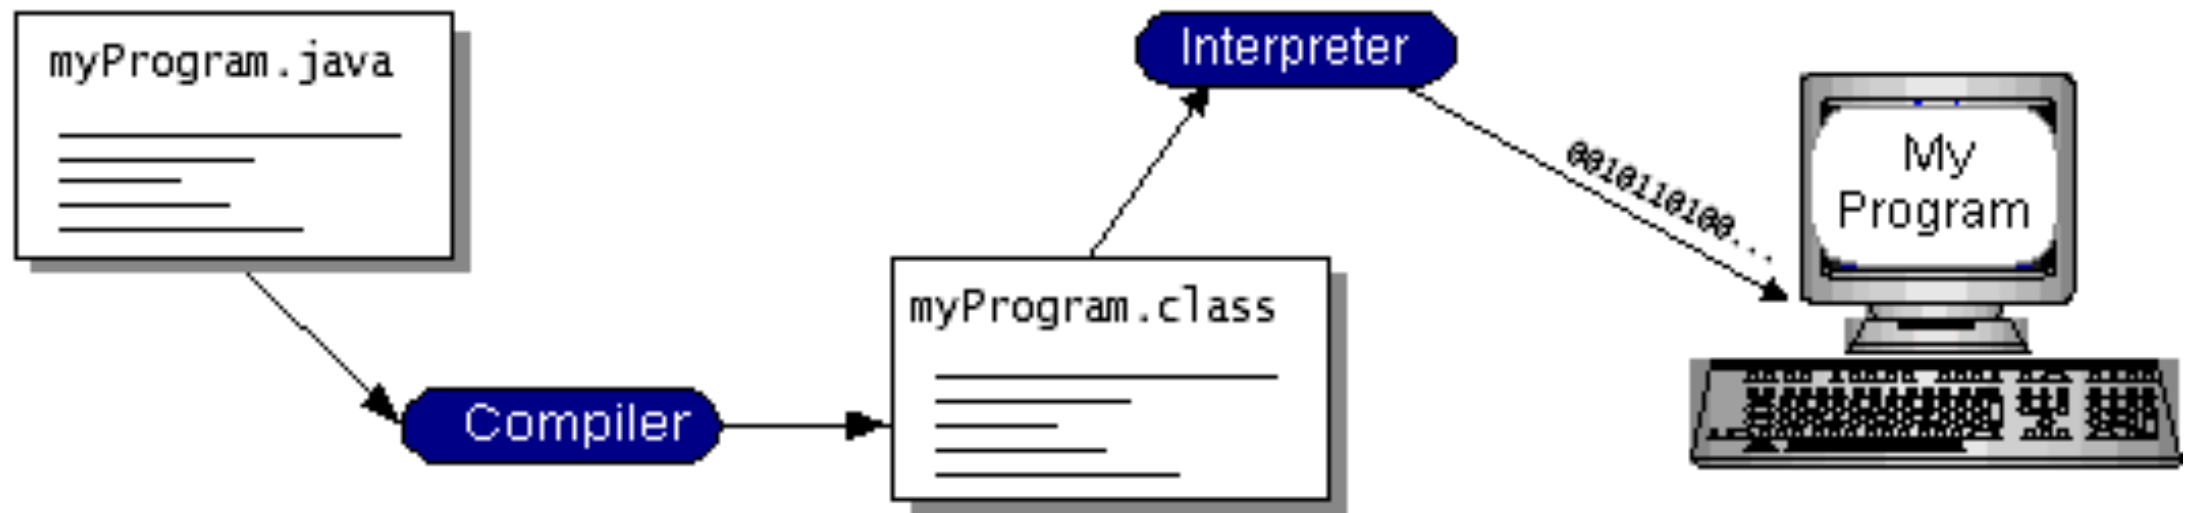 myProgram.java
Compiler
myProgram.class
Interpreter
0010110100...
My
Program